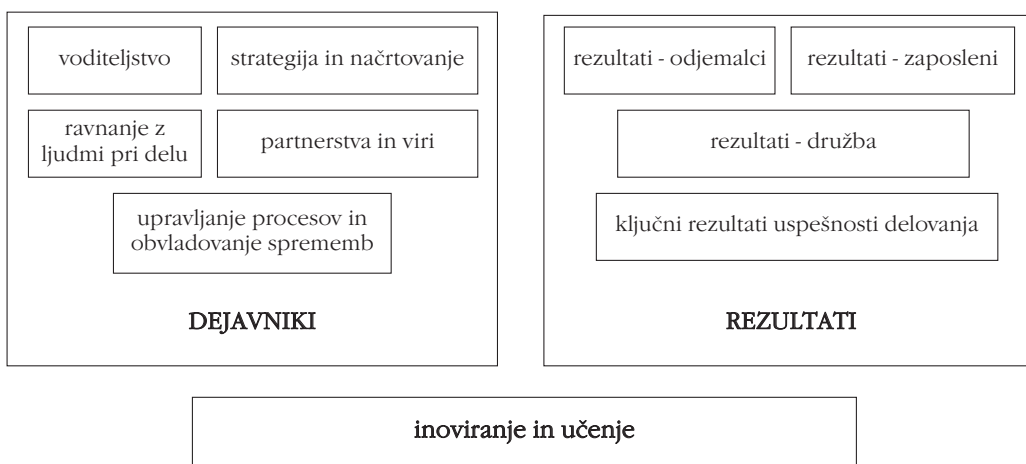 voditeljstvo
strategija in načrtovanje
ravnanje z
ljudmi pri delu
partnerstva in viri
upravljanje procesov in
obvladovanje sprememb
DEJAVNIKI
rezultati - odjemalci
rezultati - zaposleni
rezultati - družba
ključni rezultati uspešnosti delovanja
REZULTATI
inoviranje in učenje